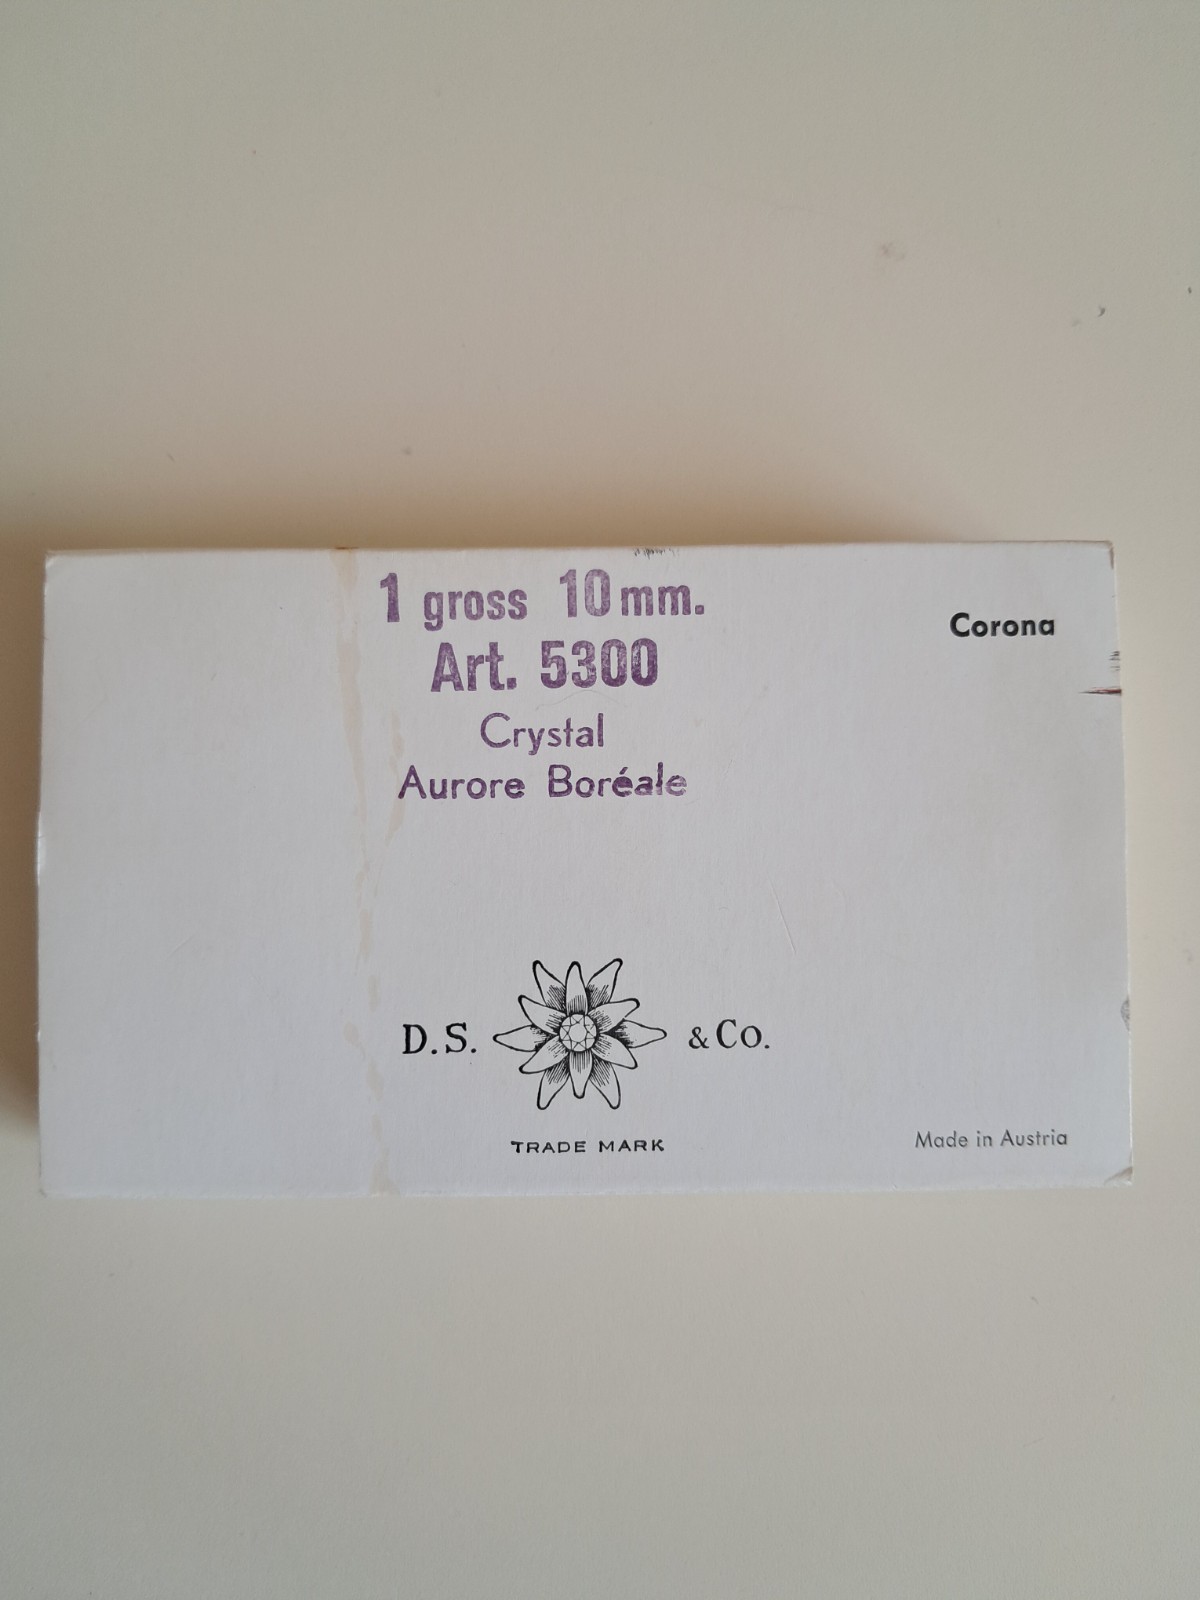 1 gross 10 mm.
Art. 5300
Crystal
Aurore Boréale
Corona
D.S. & Co.
TRADE MARK
Made in Austria